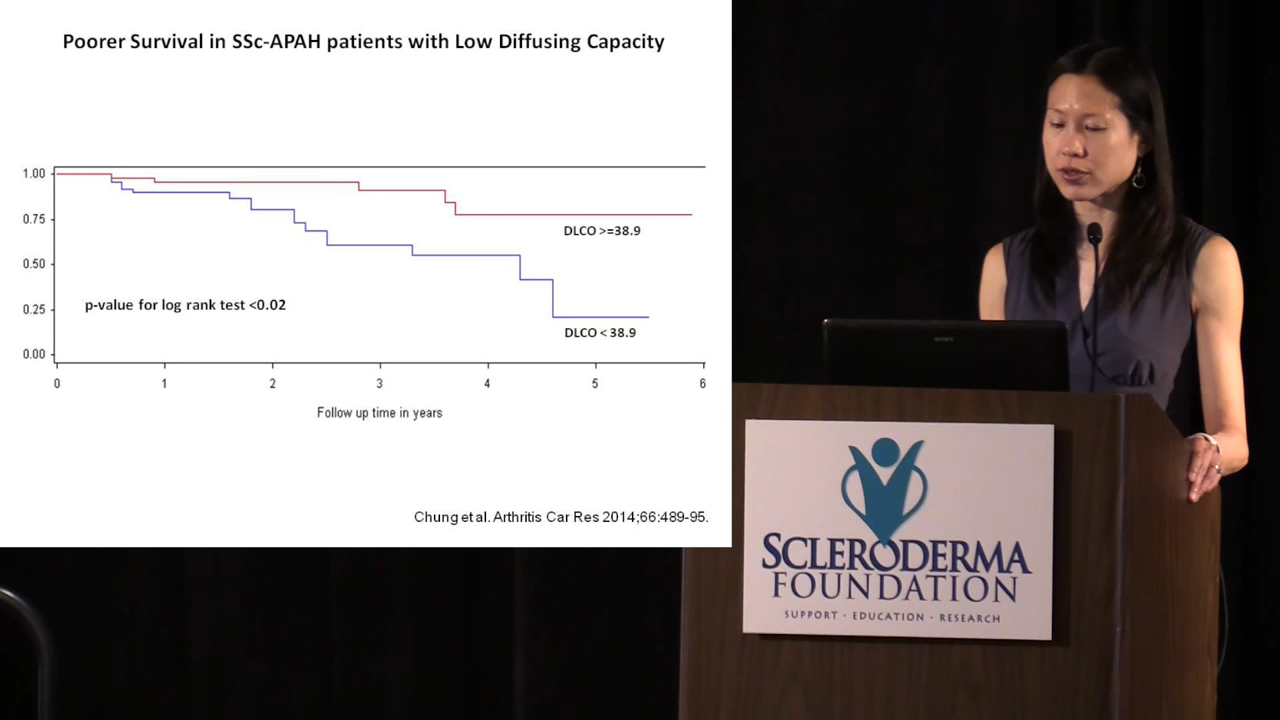 Poorer Survival in SSc-APAH patients with Low Diffusing Capacity
1.00
0.75
0.50
0.25
0.00
DLCO >=38.9
p-value for log rank test <0.02
DLCO < 38.9
0 1 2 3 4 5 6
Follow up time in years
Chung et al. Arthritis Car Res 2014;66:489-95.
SONY
SCLERODERMA
FOUNDATION
SUPPORT · EDUCATION · RESEARCH